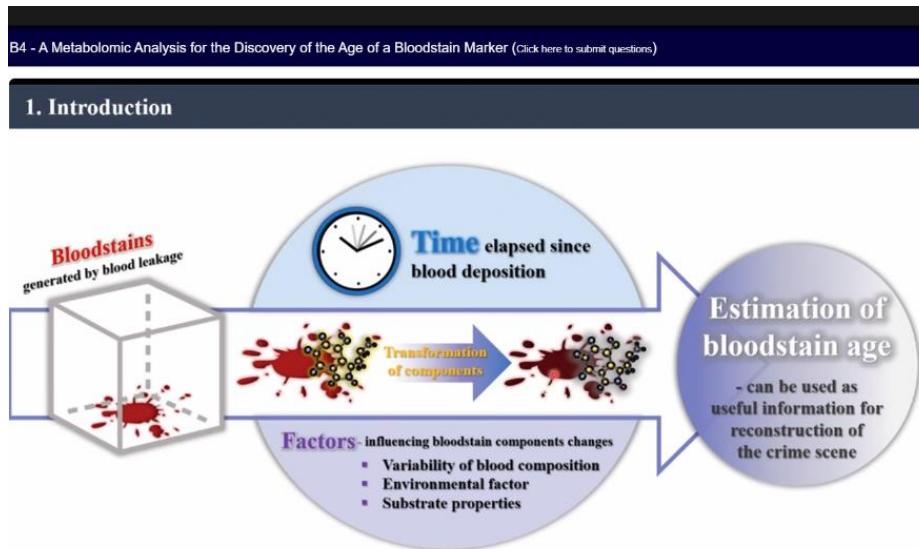 B4 - A Metabolomic Analysis for the Discovery of the Age of a Bloodstain Marker (Click here to submit questions)
1. Introduction
Bloodstains
generated by blood leakage
Time elapsed since
blood deposition
Transformation
of components
Factors - influencing bloodstain components changes
▪ Variability of blood composition
▪ Environmental factor
▪ Substrate properties
Estimation of
bloodstain age
- can be used as
useful information for
reconstruction of
the crime scene